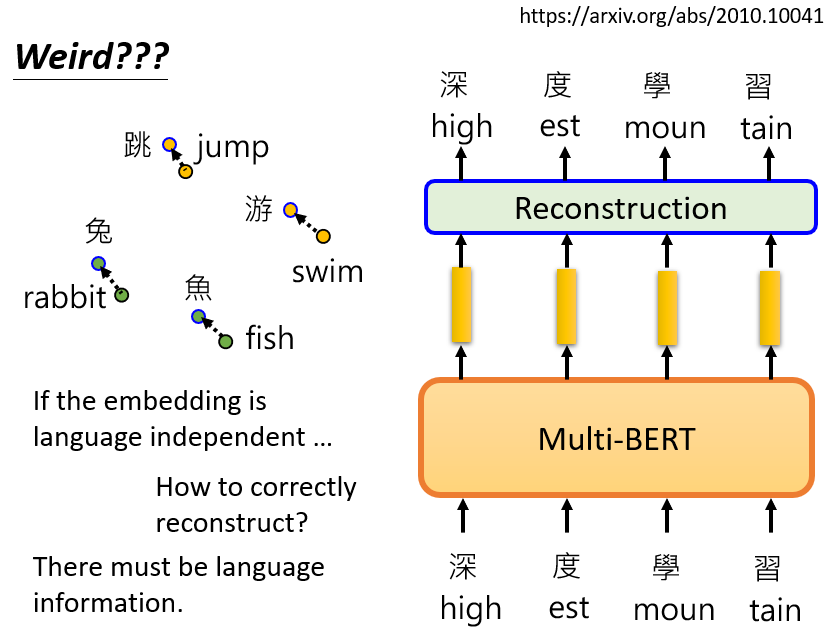 https://arxiv.org/abs/2010.10041
Weird???
跳 jump
游
swim
兔
rabbit
魚
fish
If the embedding is
language independent …
How to correctly
reconstruct?
There must be language
information.
深 度 學 習
high est moun tain
Reconstruction
Multi-BERT
深 度 學 習
high est moun tain